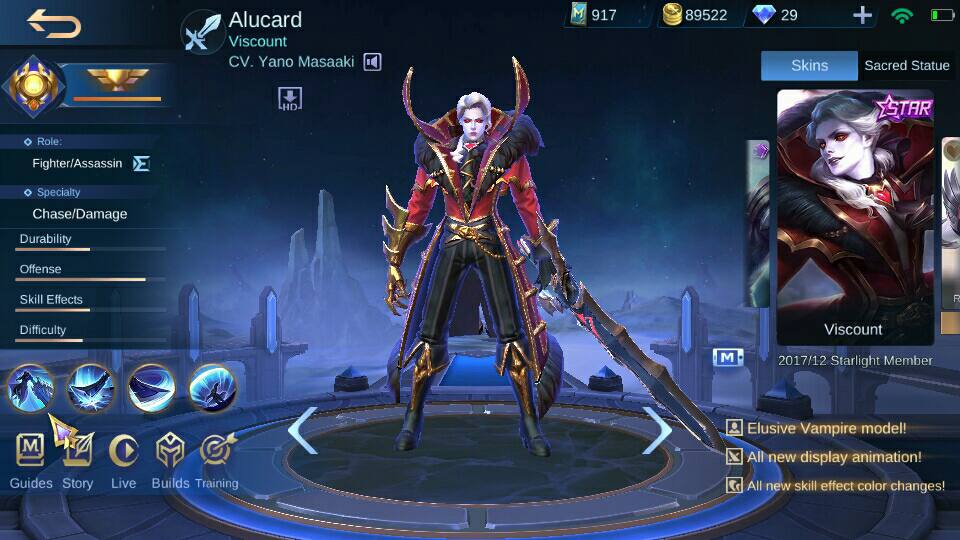 Alucard
Viscount
CV. Yano Masaaki
917
89522
29
HD
Skins
Sacred Statue
Role:
Fighter/Assassin
Specialty
Chase/Damage
Durability
Offense
Skill Effects
Difficulty
STAR
Viscount
2017/12 Starlight Member
M
Elusive Vampire model!
All new display animation!
All new skill effect color changes!
M
Guides
Story
Live
Builds
Training